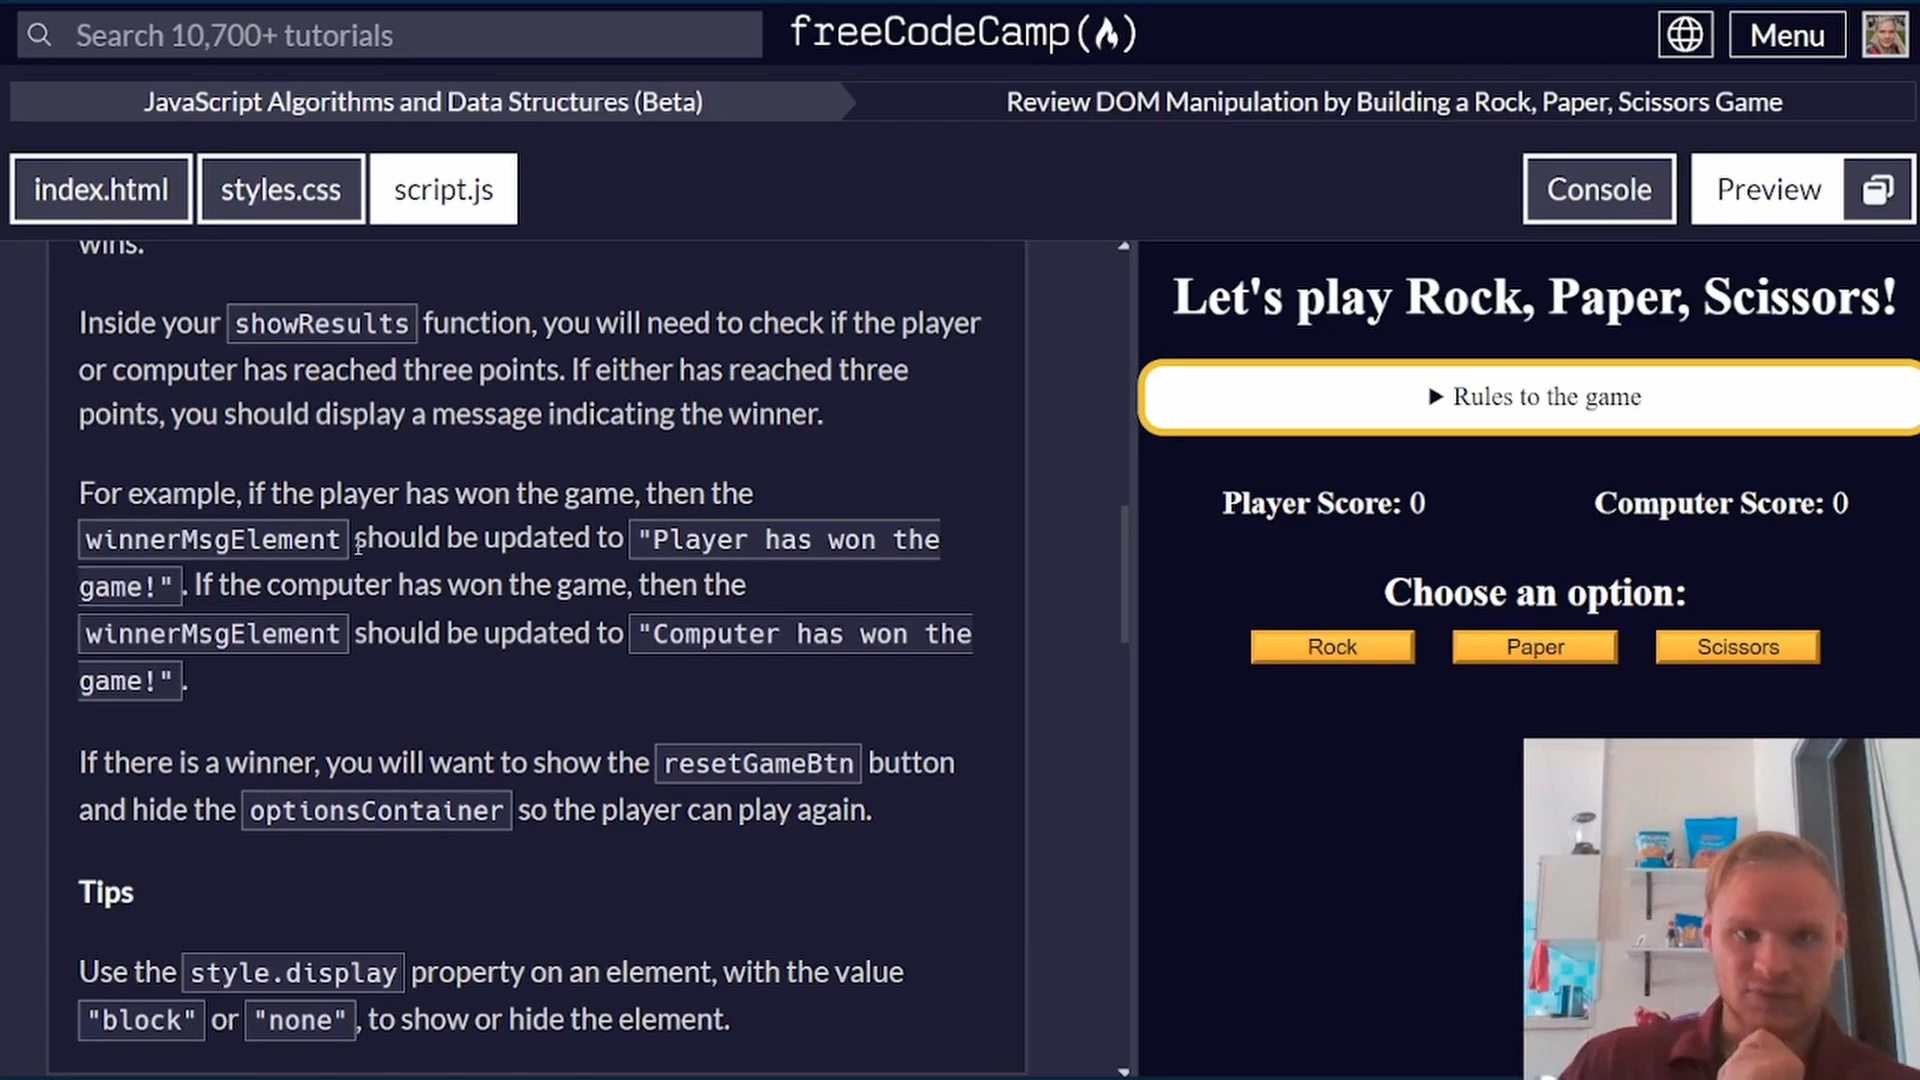 Search 10,700+ tutorials
freeCodeCamp
Menu
JavaScript Algorithms and Data Structures (Beta)
Review DOM Manipulation by Building a Rock, Paper, Scissors Game
index.html
styles.css
script.js
Console
Preview
wins.
Inside your showResults function, you will need to check if the player
or computer has reached three points. If either has reached three
points, you should display a message indicating the winner.
For example, if the player has won the game, then the
winnerMsgElement should be updated to "Player has won the
game!". If the computer has won the game, then the
winnerMsgElement should be updated to "Computer has won the
game!".
If there is a winner, you will want to show the resetGameBtn button
and hide the optionsContainer so the player can play again.
Tips
Use the style.display property on an element, with the value
"block" or "none", to show or hide the element.
Let's play Rock, Paper, Scissors!
Rules to the game
Player Score: 0
Computer Score: 0
Choose an option:
Rock
Paper
Scissors